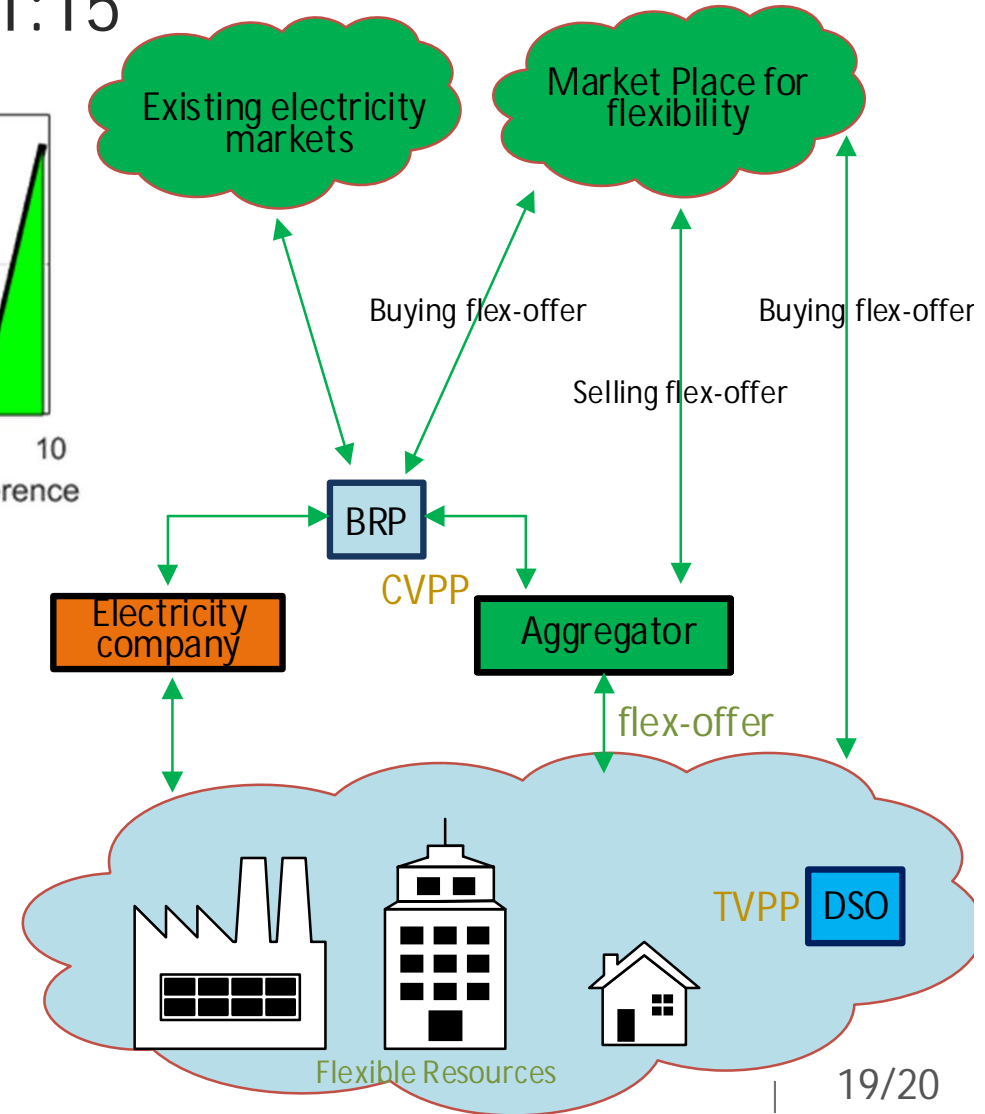 1:15
Existing electricity
markets
Market Place for
flexibility
10
Buying flex-offer
Buying flex-offer
Selling flex-offer
BRP
CVPP
Electricity
company
Aggregator
flex-offer
TVPP
DSO
Flexible Resources
19/20